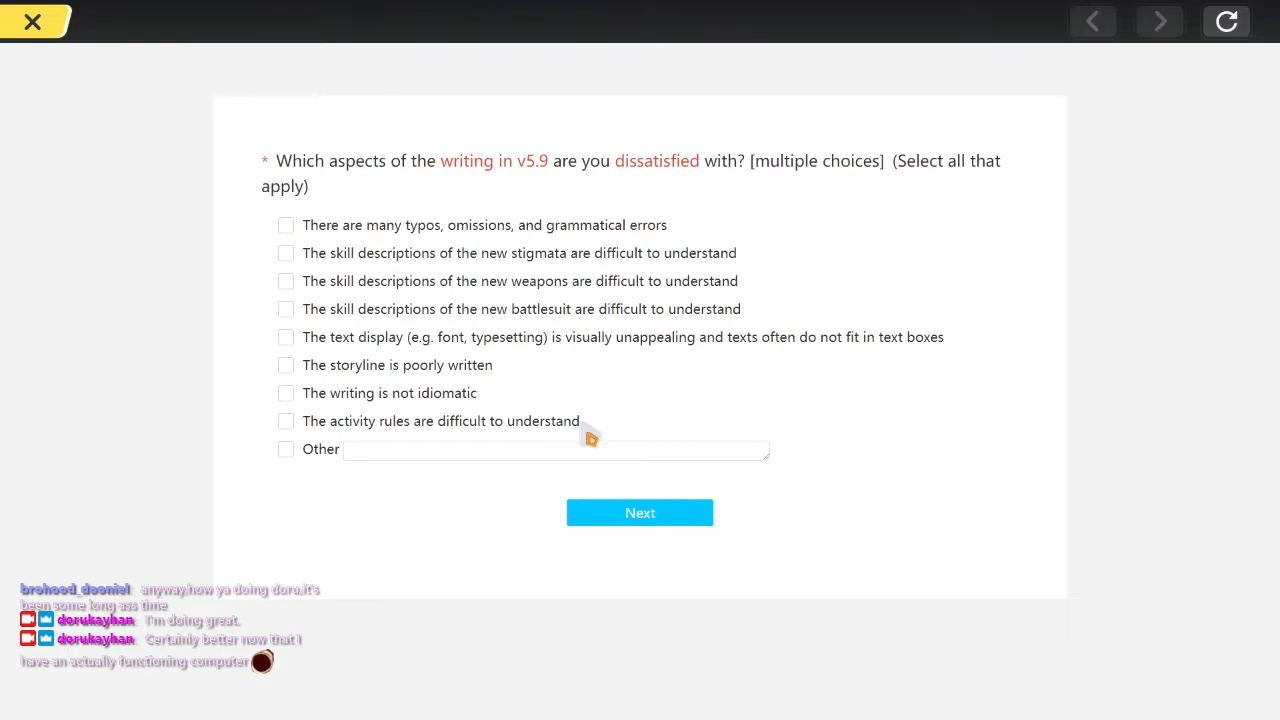 * Which aspects of the writing in v5.9 are you dissatisfied with? [multiple choices] (Select all that
apply)
There are many typos, omissions, and grammatical errors
The skill descriptions of the new stigmata are difficult to understand
The skill descriptions of the new weapons are difficult to understand
The skill descriptions of the new battlesuit are difficult to understand
The text display (e.g. font, typesetting) is visually unappealing and texts often do not fit in text boxes
The storyline is poorly written
The writing is not idiomatic
The activity rules are difficult to understand
Other
Next
brohood_dooniel: anyway,how ya doing doru,it's
been some long ass time
dorukayhan: I'm doing great.
dorukayhan: Certainly better now that I
have an actually functioning computer